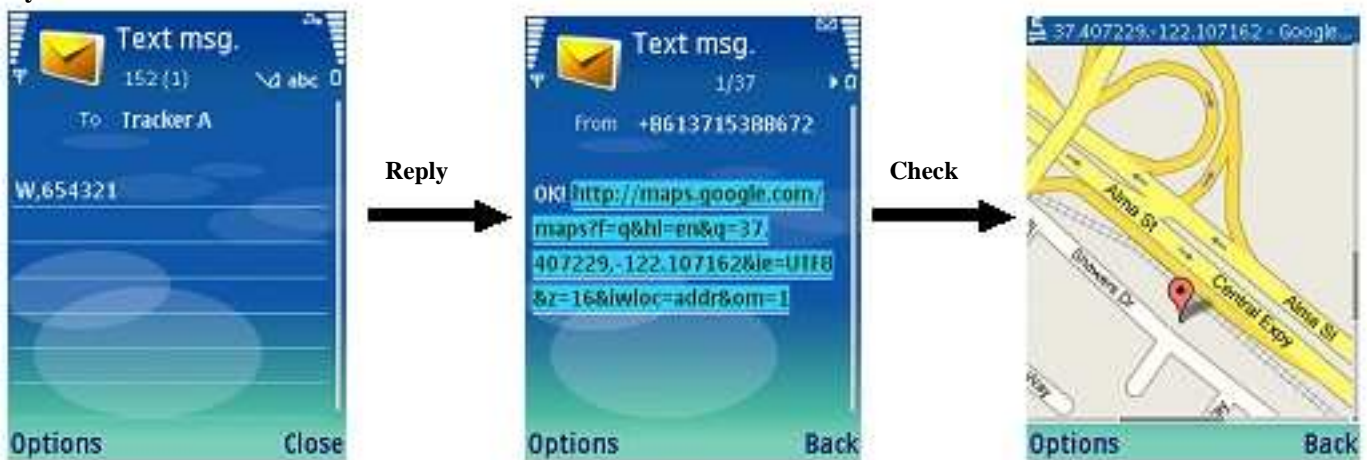 Text msg.
152 (1)
abc
To Tracker A
W,654321
Options Close
Reply
Text msg.
1/37
From +8613715388672
OK! http://maps.google.com/
maps?f=q&hl=en&q=37.
407229,-122.107162&ie=UTF8
&z=16&iwloc=addr&om=1
Options Back
Check
37.407229,-122.107162 - Google...
Alma St
Showers Dr
Central Expy
Alma St
Options Back